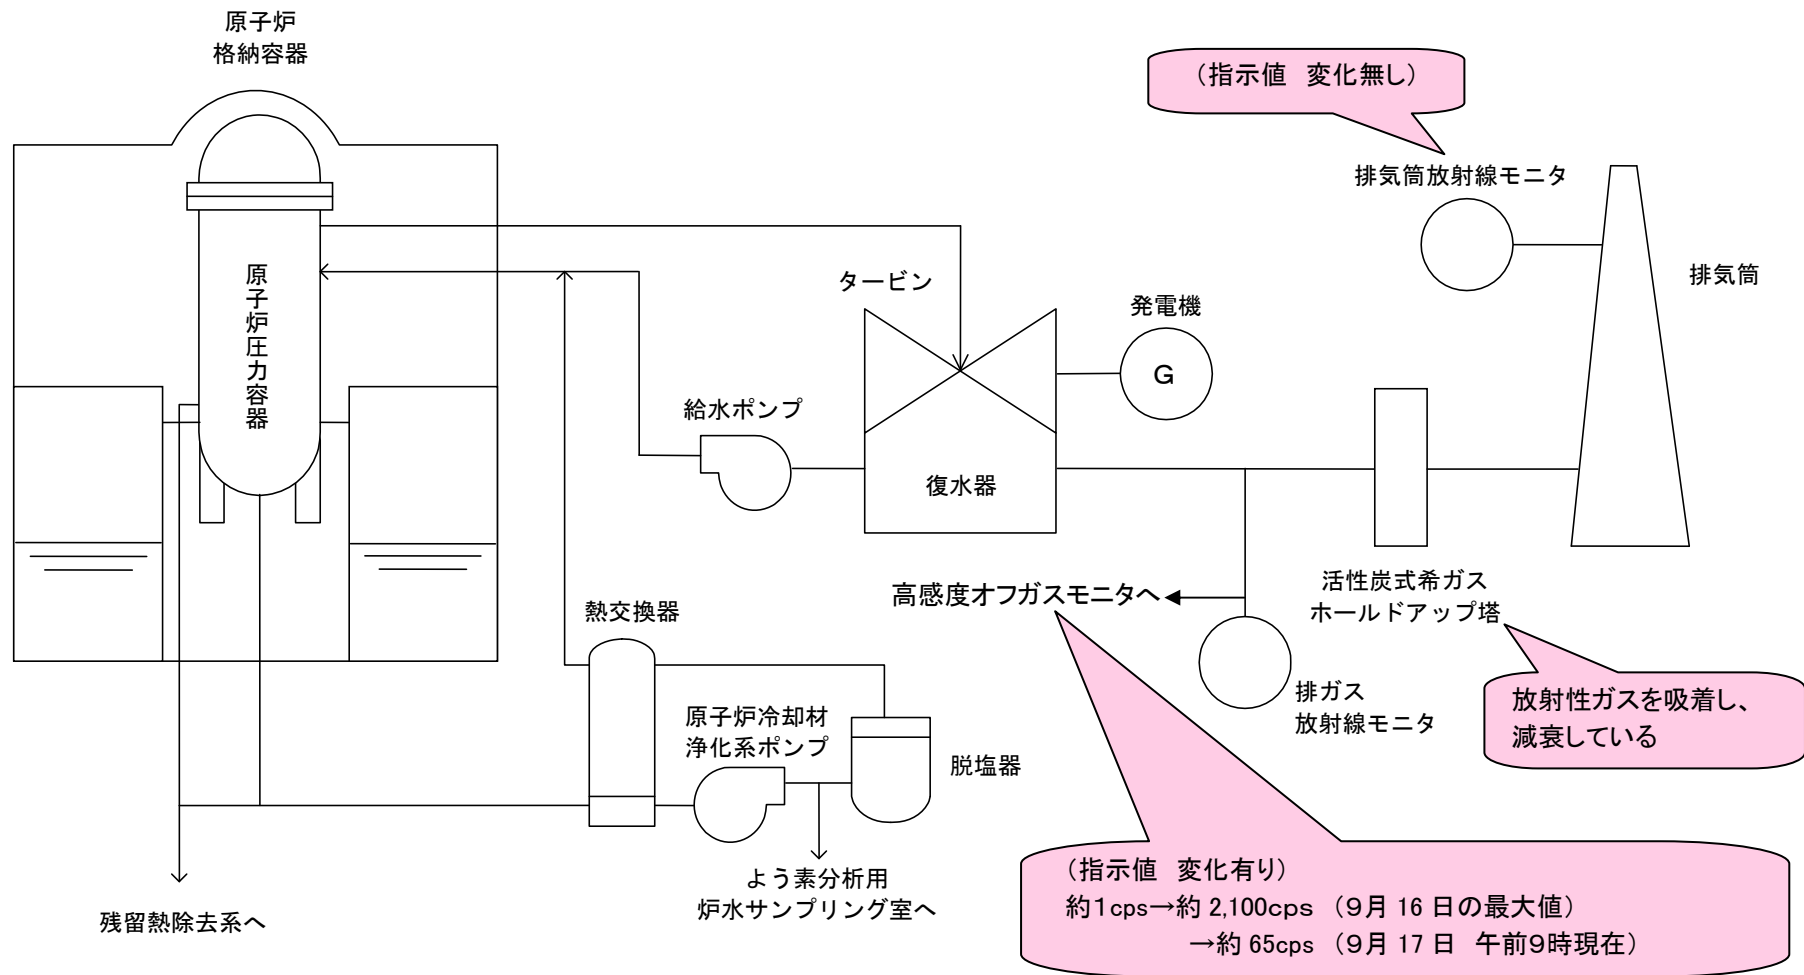 原子炉
格納容器
(指示値　変化無し)
排気筒放射線モニタ
排気筒
原子炉圧力容器
タービン
発電機
G
給水ポンプ
復水器
高感度オフガスモニタへ
活性炭式希ガス
ホールドアップ塔
熱交換器
排ガス
放射線モニタ
放射性ガスを吸着し、
減衰している
原子炉冷却材
浄化系ポンプ
脱塩器
よう素分析用
炉水サンプリング室へ
残留熱除去系へ
(指示値　変化有り)
約１cps→約 2,100cps （９月 16 日の最大値）
→約 65cps （９月 17 日　午前９時現在）